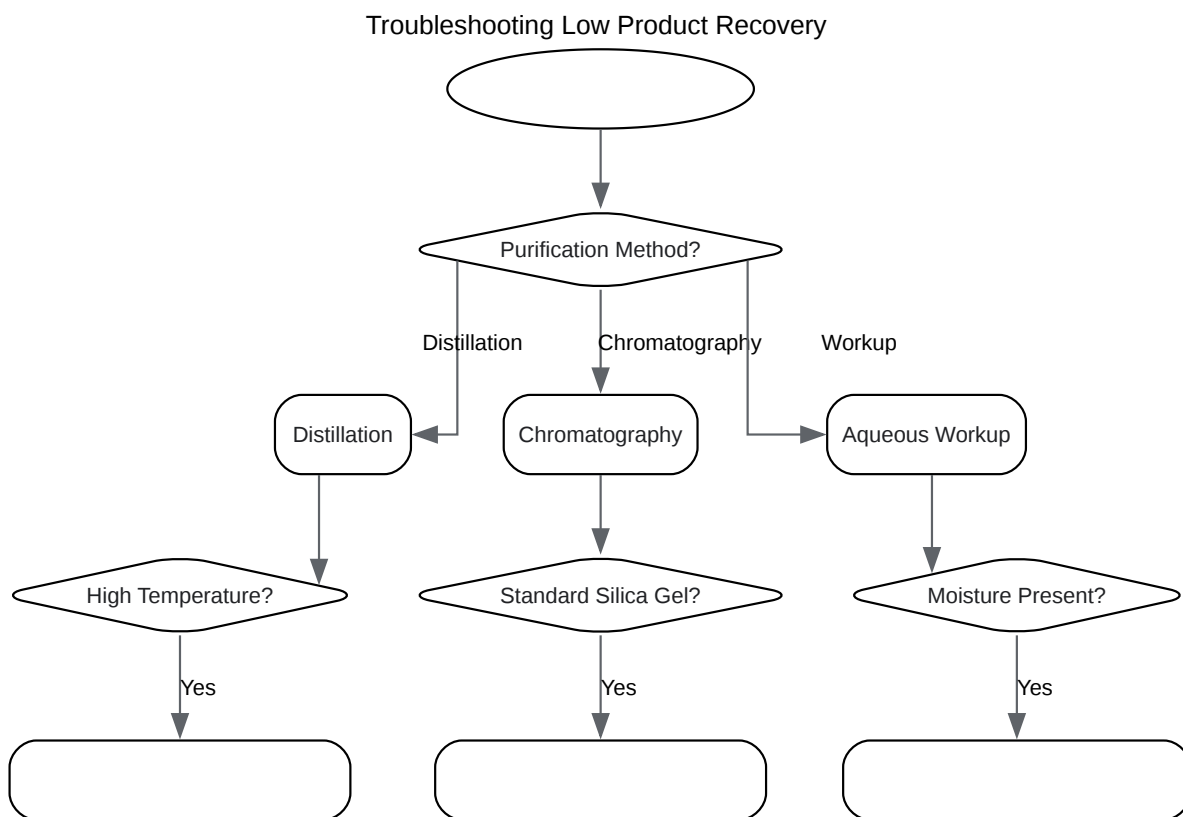 Troubleshooting Low Product Recovery
Purification Method?
Distillation
Chromatography
Workup
Distillation
Chromatography
Aqueous Workup
High Temperature?
Standard Silica Gel?
Moisture Present?
Yes
Yes
Yes